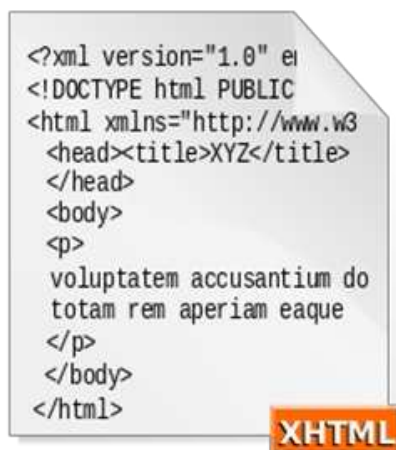 <?xml version="1.0" en
<!DOCTYPE html PUBLIC
<html xmlns="http://www.w3
<head><title>XYZ</title>
</head>
<body>
<p>
voluptatem accusantium do
totam rem aperiam eaque
</p>
</body>
</html>
XHTML